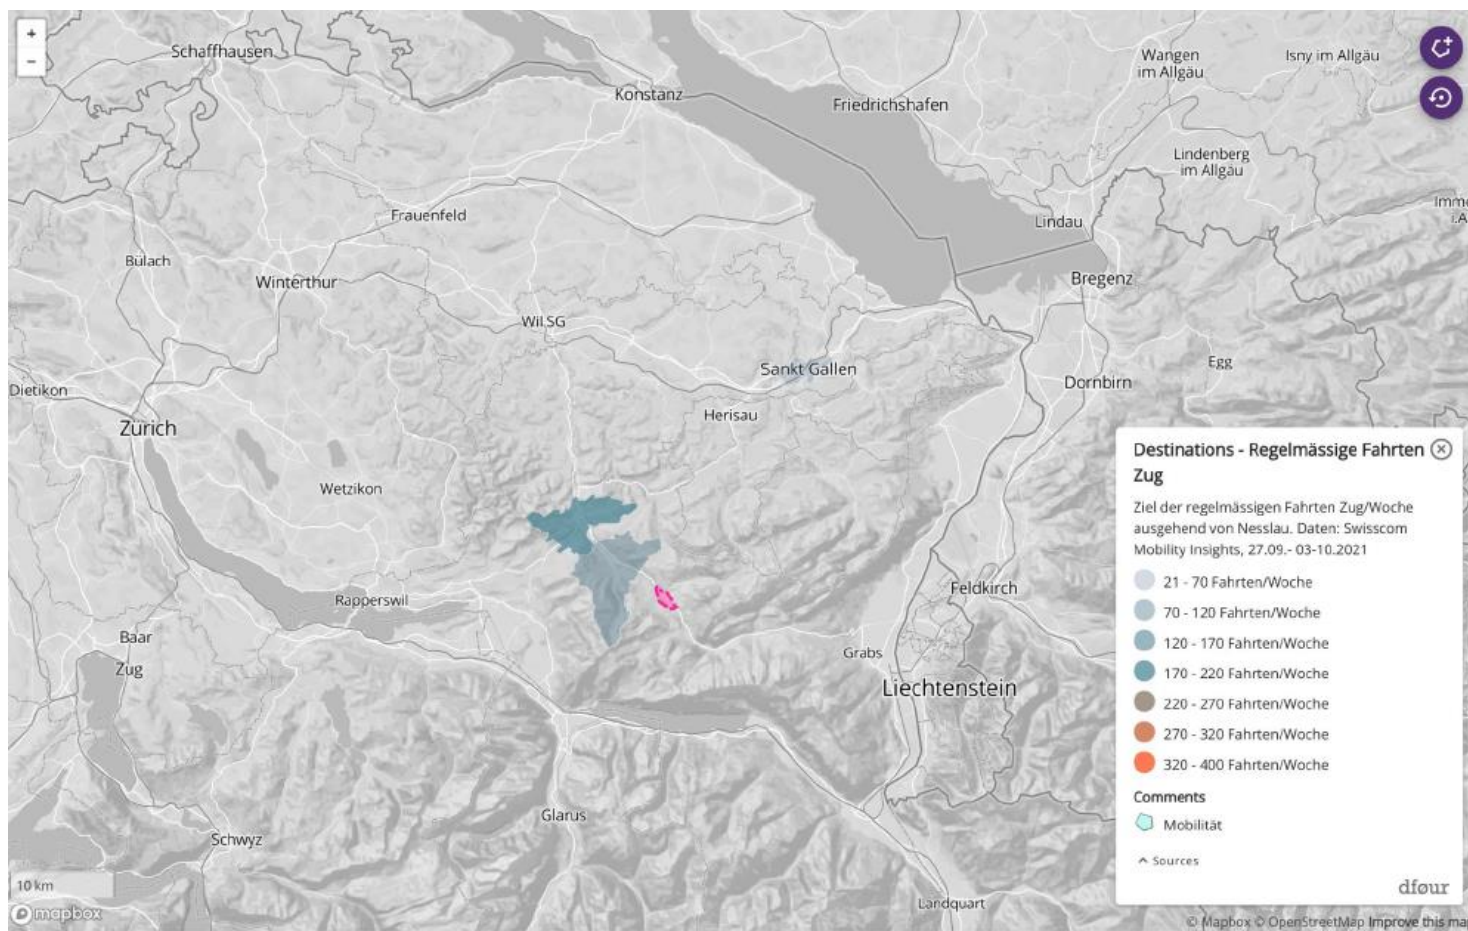 +
−
Schaffhausen
Wangen
im Allgäu
Isny im Allgäu
Konstanz
Friedrichshafen
Lindenberg
im Allgäu
Imme
i.A
Frauenfeld
Lindau
Bülach
Winterthur
Bregenz
Wil SG
Sankt Gallen
Egg
Dietikon
Dornbirn
Herisau
Zürich
Wetzikon
Rapperswil
Feldkirch
Baar
Zug
Grabs
Liechtenstein
Glarus
Schwyz
Landquart
10 km
mapbox
Destinations - Regelmässige Fahrten
Zug
Ziel der regelmässigen Fahrten Zug/Woche
ausgehend von Nesslau. Daten: Swisscom
Mobility Insights, 27.09.- 03-10.2021
21 - 70 Fahrten/Woche
70 - 120 Fahrten/Woche
120 - 170 Fahrten/Woche
170 - 220 Fahrten/Woche
220 - 270 Fahrten/Woche
270 - 320 Fahrten/Woche
320 - 400 Fahrten/Woche
Comments
Mobilität
Sources
dføur
© Mapbox © OpenStreetMap Improve this ma